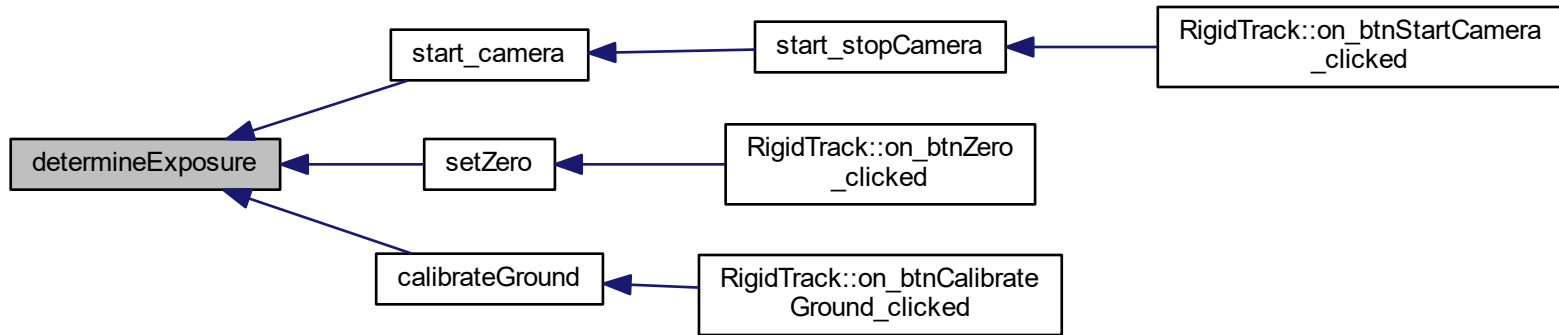 determineExposure
start_camera
start_stopCamera
RigidTrack::on_btnStartCamera
_clicked
setZero
RigidTrack::on_btnZero
_clicked
calibrateGround
RigidTrack::on_btnCalibrate
Ground_clicked